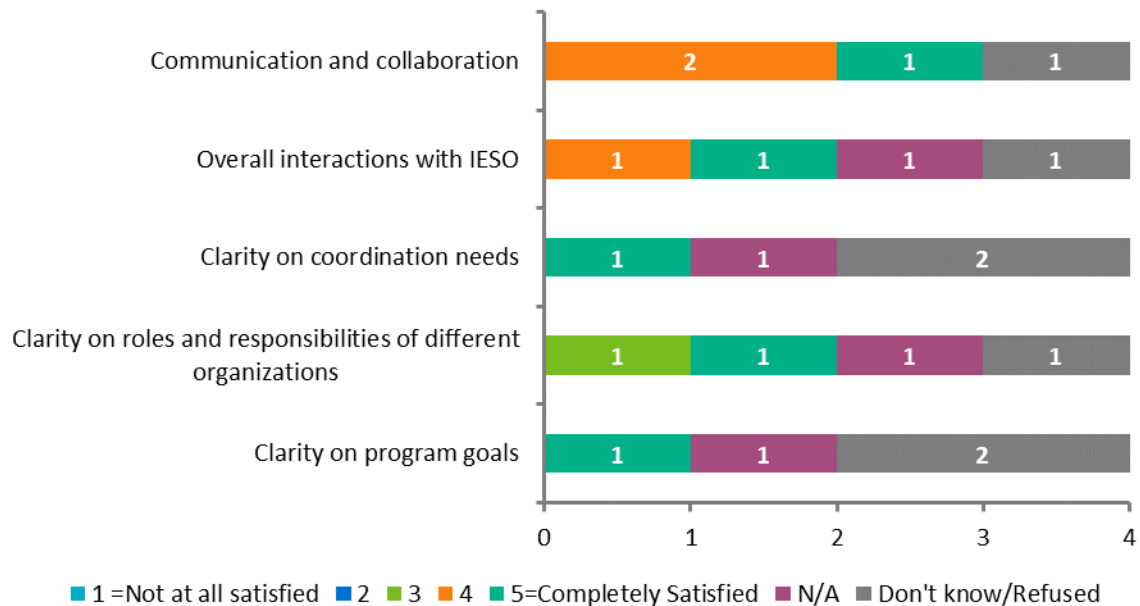 Communication and collaboration
2 1 1
Overall interactions with IESO
1 1 1 1
Clarity on coordination needs
1 1 2
Clarity on roles and responsibilities of different
organizations
1 1 1 1
Clarity on program goals
1 1 2
0 1 2 3 4
1 =Not at all satisfied 2 3 4 5=Completely Satisfied N/A Don't know/Refused